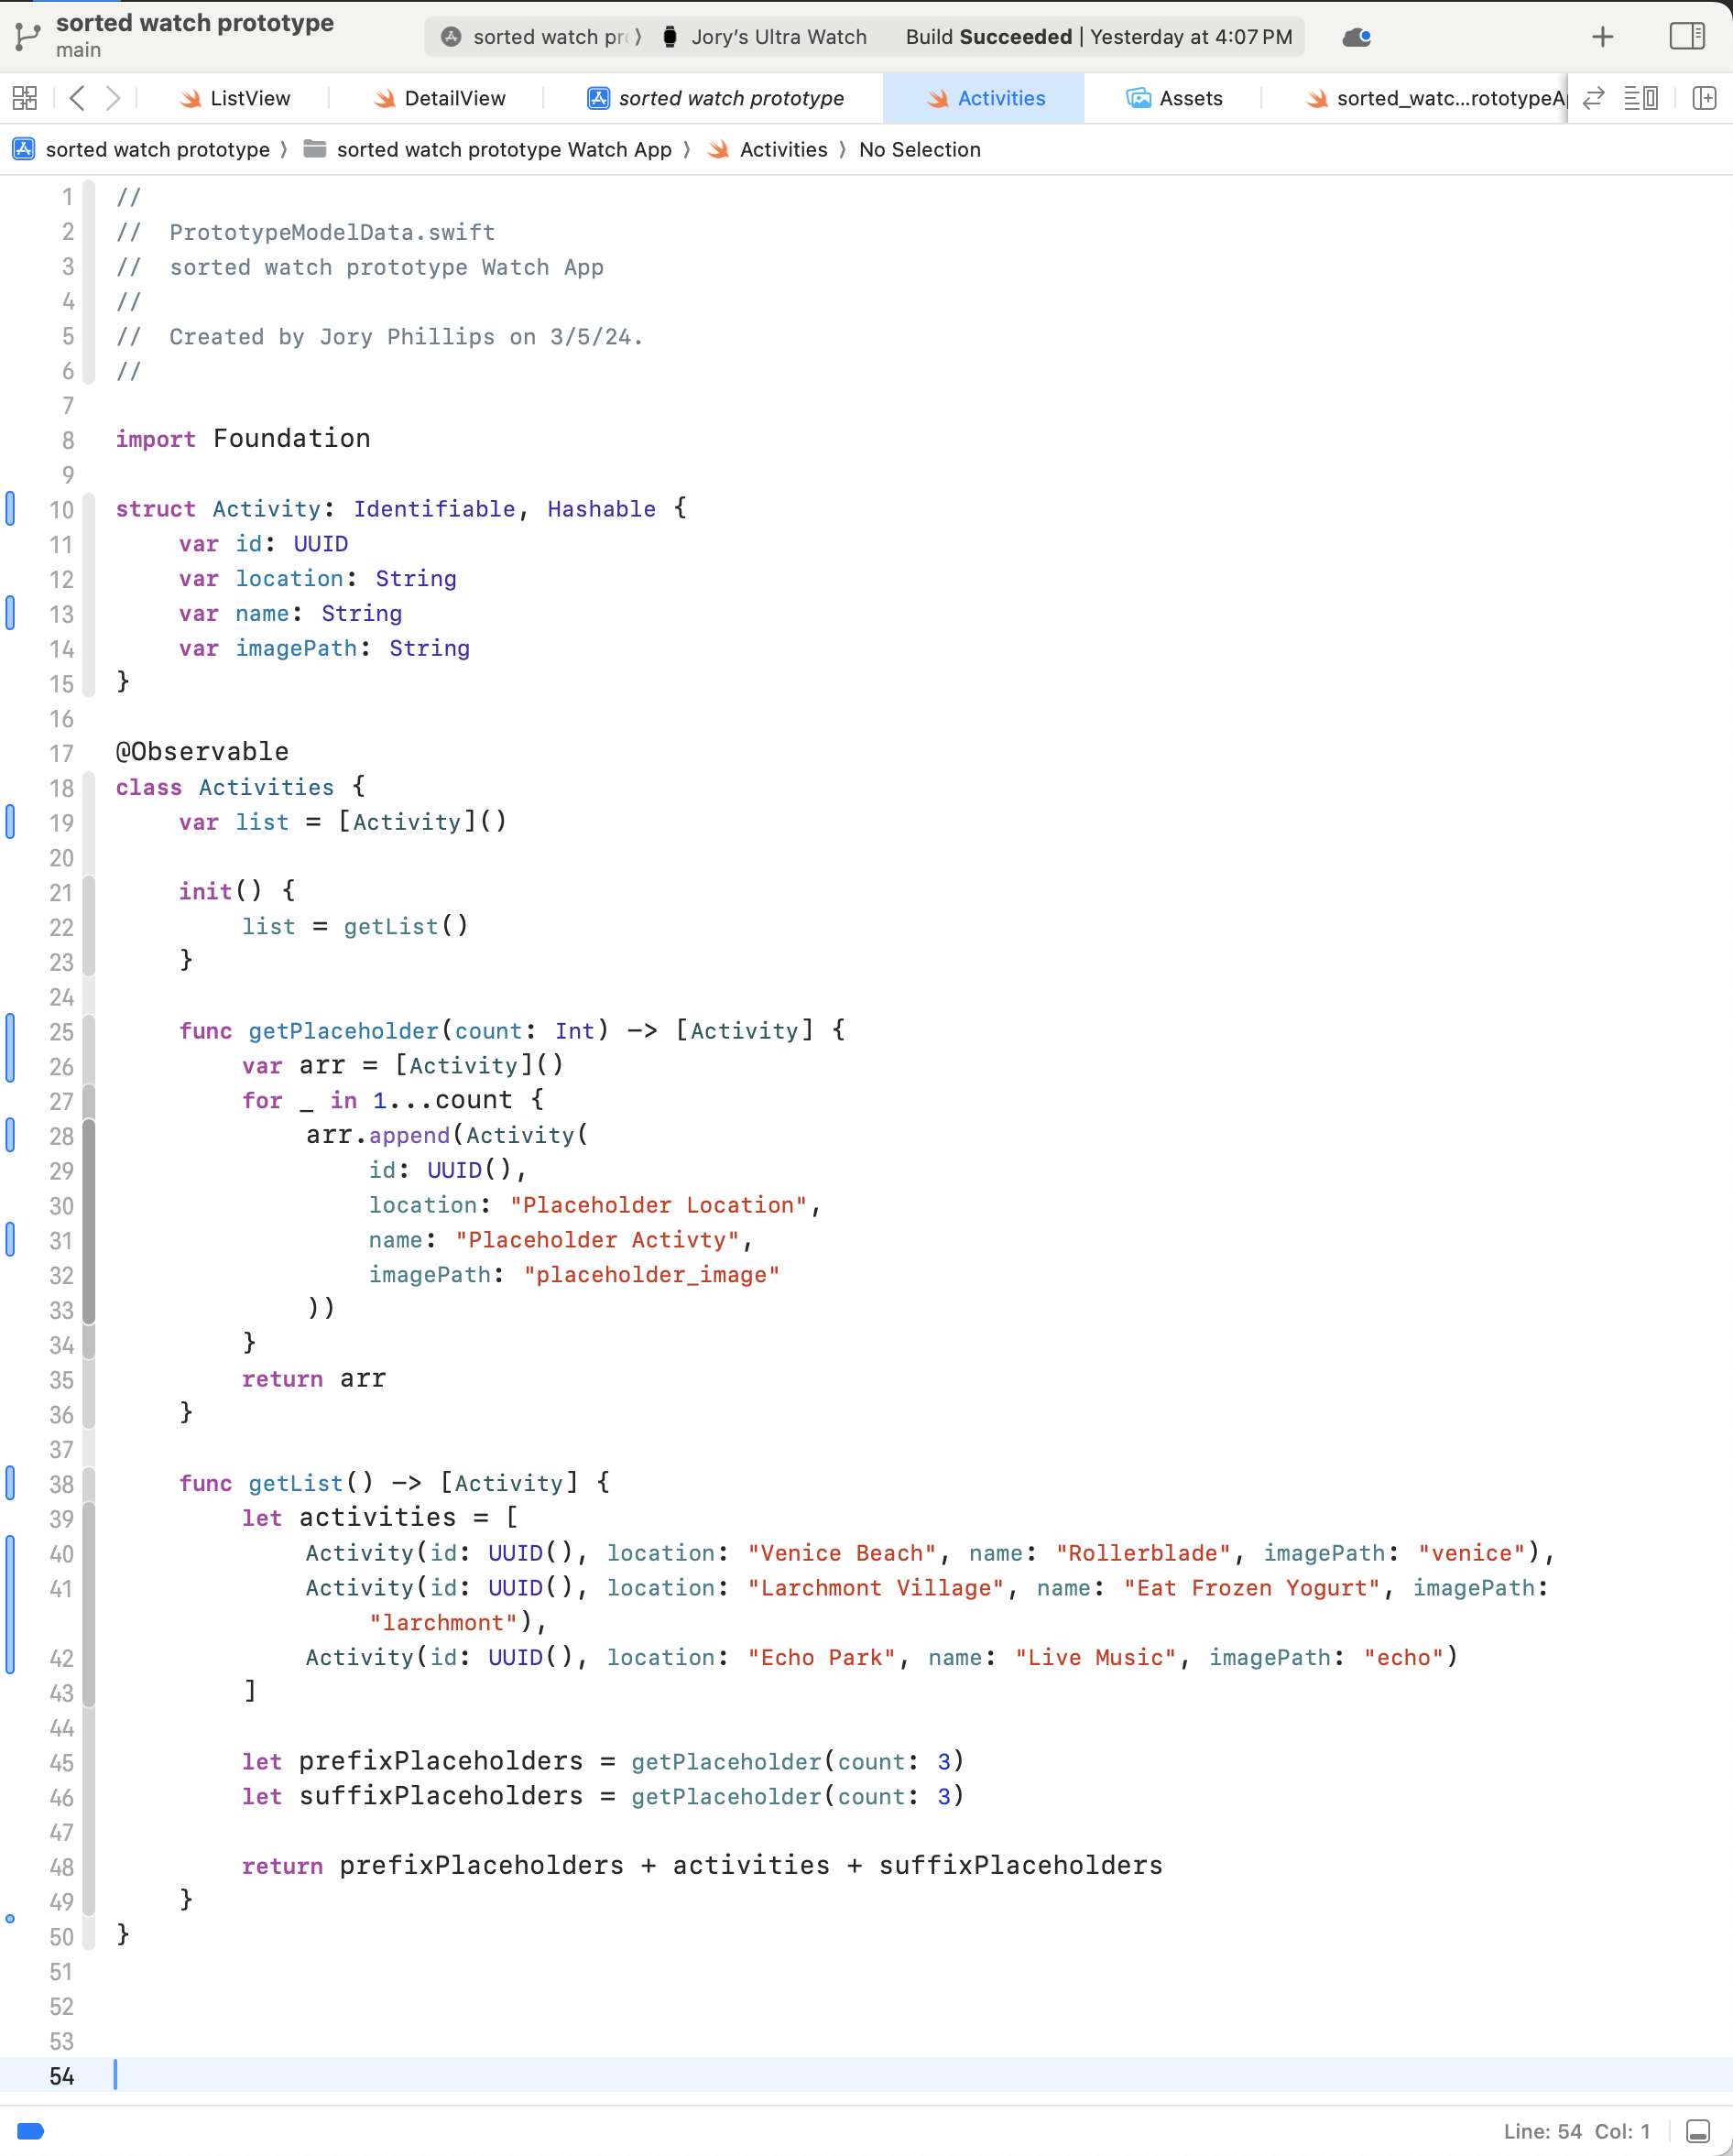 sorted watch prototype
main
sorted watch pr
Jory’s Ultra Watch
Build Succeeded | Yesterday at 4:07 PM
ListView
DetailView
sorted watch prototype
Activities
Assets
sorted_watc...rototypeAp
sorted watch prototype 〉 sorted watch prototype Watch App 〉 Activities 〉 No Selection
1 //
2 //  PrototypeModelData.swift
3 //  sorted watch prototype Watch App
4 //
5 //  Created by Jory Phillips on 3/5/24.
6 //
7
8 import Foundation
9
10 struct Activity: Identifiable, Hashable {
11     var id: UUID
12     var location: String
13     var name: String
14     var imagePath: String
15 }
16
17 @Observable
18 class Activities {
19     var list = [Activity]()
20
21     init() {
22         list = getList()
23     }
24
25     func getPlaceholder(count: Int) -> [Activity] {
26         var arr = [Activity]()
27         for _ in 1...count {
28             arr.append(Activity(
29                 id: UUID(),
30                 location: "Placeholder Location",
31                 name: "Placeholder Activty",
32                 imagePath: "placeholder_image"
33             ))
34         }
35         return arr
36     }
37
38     func getList() -> [Activity] {
39         let activities = [
40             Activity(id: UUID(), location: "Venice Beach", name: "Rollerblade", imagePath: "venice"),
41             Activity(id: UUID(), location: "Larchmont Village", name: "Eat Frozen Yogurt", imagePath:
                "larchmont"),
42             Activity(id: UUID(), location: "Echo Park", name: "Live Music", imagePath: "echo")
43         ]
44
45         let prefixPlaceholders = getPlaceholder(count: 3)
46         let suffixPlaceholders = getPlaceholder(count: 3)
47
48         return prefixPlaceholders + activities + suffixPlaceholders
49     }
50 }
51
52
53
54
Line: 54  Col: 1